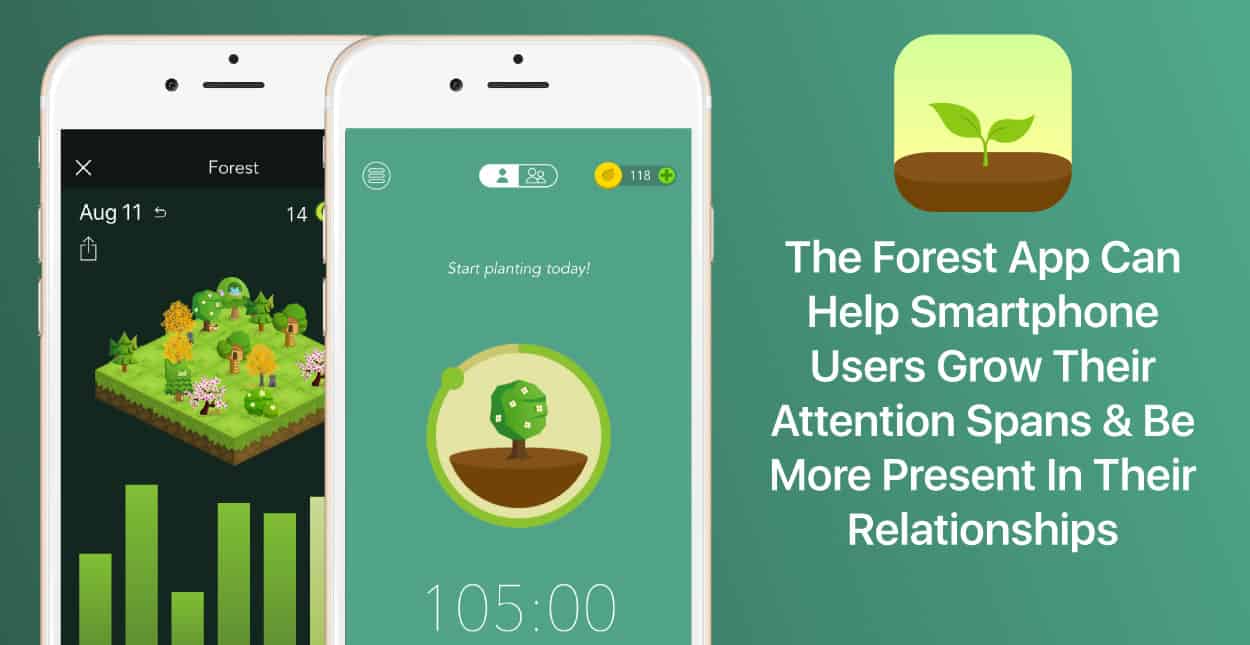 Forest
Aug 11
14
118
Start planting today!
105:00
The Forest App Can
Help Smartphone
Users Grow Their
Attention Spans & Be
More Present In Their
Relationships